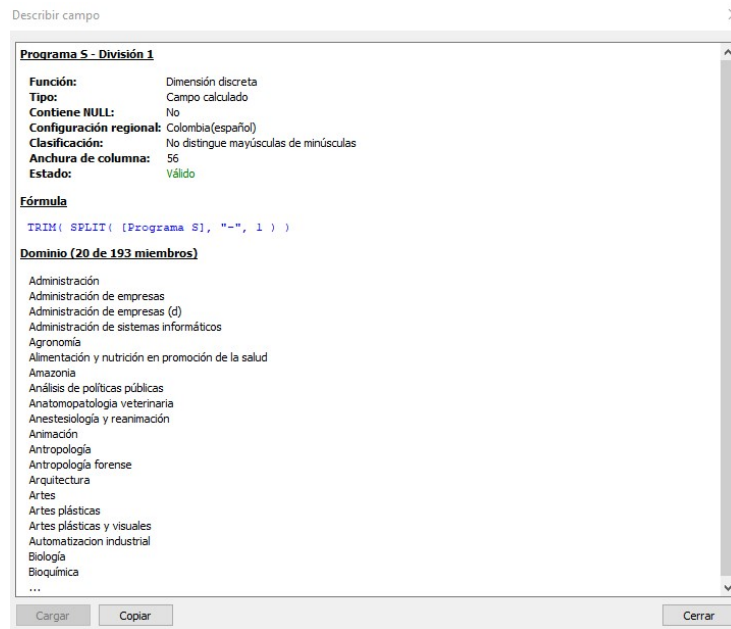 Describir campo
Programa S - División 1
Función: Dimensión discreta
Tipo: Campo calculado
Contiene NULL: No
Configuración regional: Colombia(español)
Clasificación: No distingue mayúsculas de minúsculas
Anchura de columna: 56
Estado: Válido
Fórmula
TRIM( SPLIT( [Programa S], "-", 1 ) )
Dominio (20 de 193 miembros)
Administración
Administración de empresas
Administración de empresas (d)
Administración de sistemas informáticos
Agronomía
Alimentación y nutrición en promoción de la salud
Amazonia
Análisis de políticas públicas
Anatomopatologia veterinaria
Anestesiología y reanimación
Animación
Antropología
Antropología forense
Arquitectura
Artes
Artes plásticas
Artes plásticas y visuales
Automatizacion industrial
Biología
Bioquímica
...
Cargar Copiar Cerrar